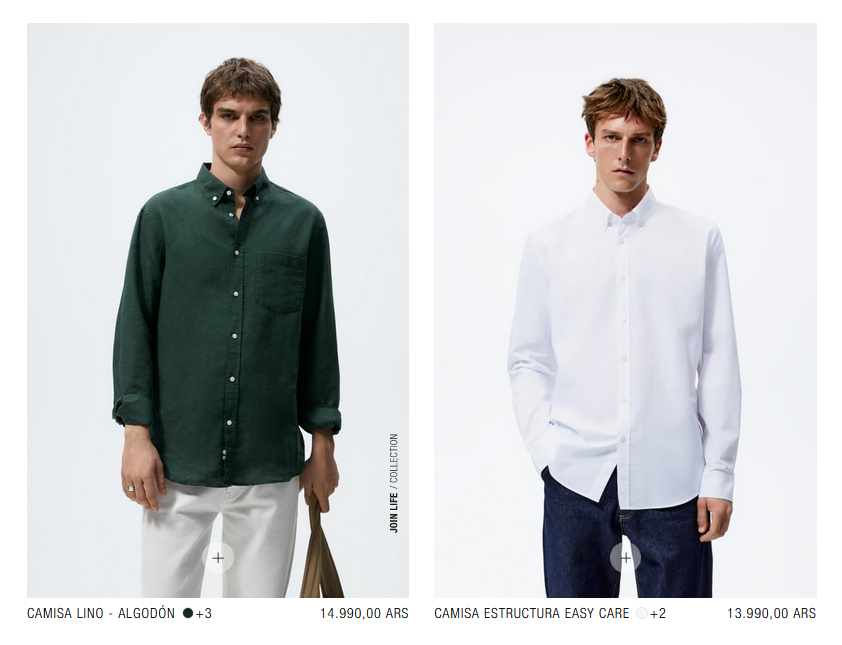 JOIN LIFE / COLLECTION
CAMISA LINO - ALGODÓN +3 14.990,00 ARS
CAMISA ESTRUCTURA EASY CARE +2 13.990,00 ARS